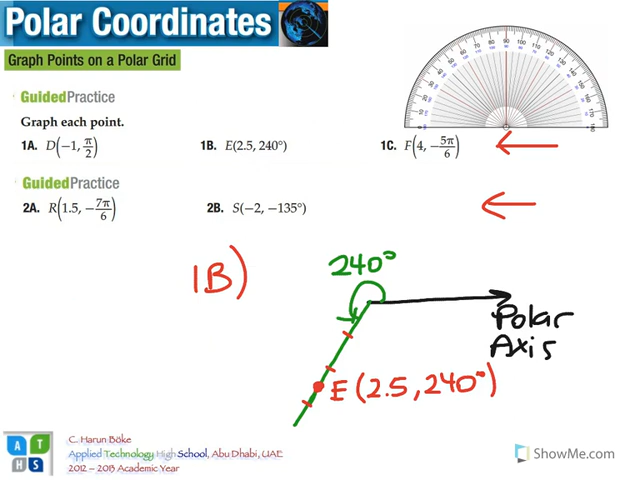 Polar Coordinates
Graph Points on a Polar Grid
GuidedPractice
Graph each point.
1A. D(−1, π/2)
1B. E(2.5, 240°)
1C. F(4, −5π/6)
GuidedPractice
2A. R(1.5, −7π/6)
2B. S(−2, −135°)
1B)
240°
Polar
Axis
E (2.5, 240°)
A T
H S
C. Harun Böke
Applied Technology High School, Abu Dhabi, UAE
2012 – 2013 Academic Year
ShowMe.com